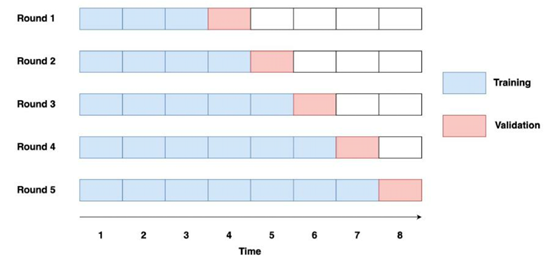 Round 1
Round 2
Round 3
Round 4
Round 5
Training
Validation
1 2 3 4 5 6 7 8
Time